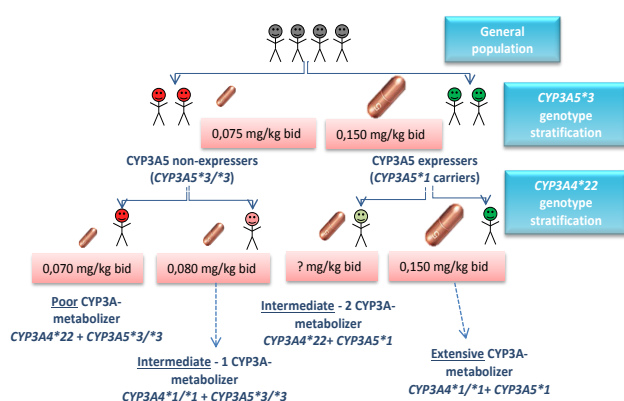 General
population
CYP3A5*3
genotype
stratification
0,075 mg/kg bid
0,150 mg/kg bid
CYP3A5 non-expressers
(CYP3A5*3/*3)
CYP3A5 expressers
(CYP3A5*1 carriers)
CYP3A4*22
genotype
stratification
0,070 mg/kg bid
0,080 mg/kg bid
? mg/kg bid
0,150 mg/kg bid
Poor CYP3A-
metabolizer
CYP3A4*22 + CYP3A5*3/*3
Intermediate - 1 CYP3A-
metabolizer
CYP3A4*1/*1 + CYP3A5*3/*3
Intermediate - 2 CYP3A-
metabolizer
CYP3A4*22+ CYP3A5*1
Extensive CYP3A-
metabolizer
CYP3A4*1/*1+ CYP3A5*1